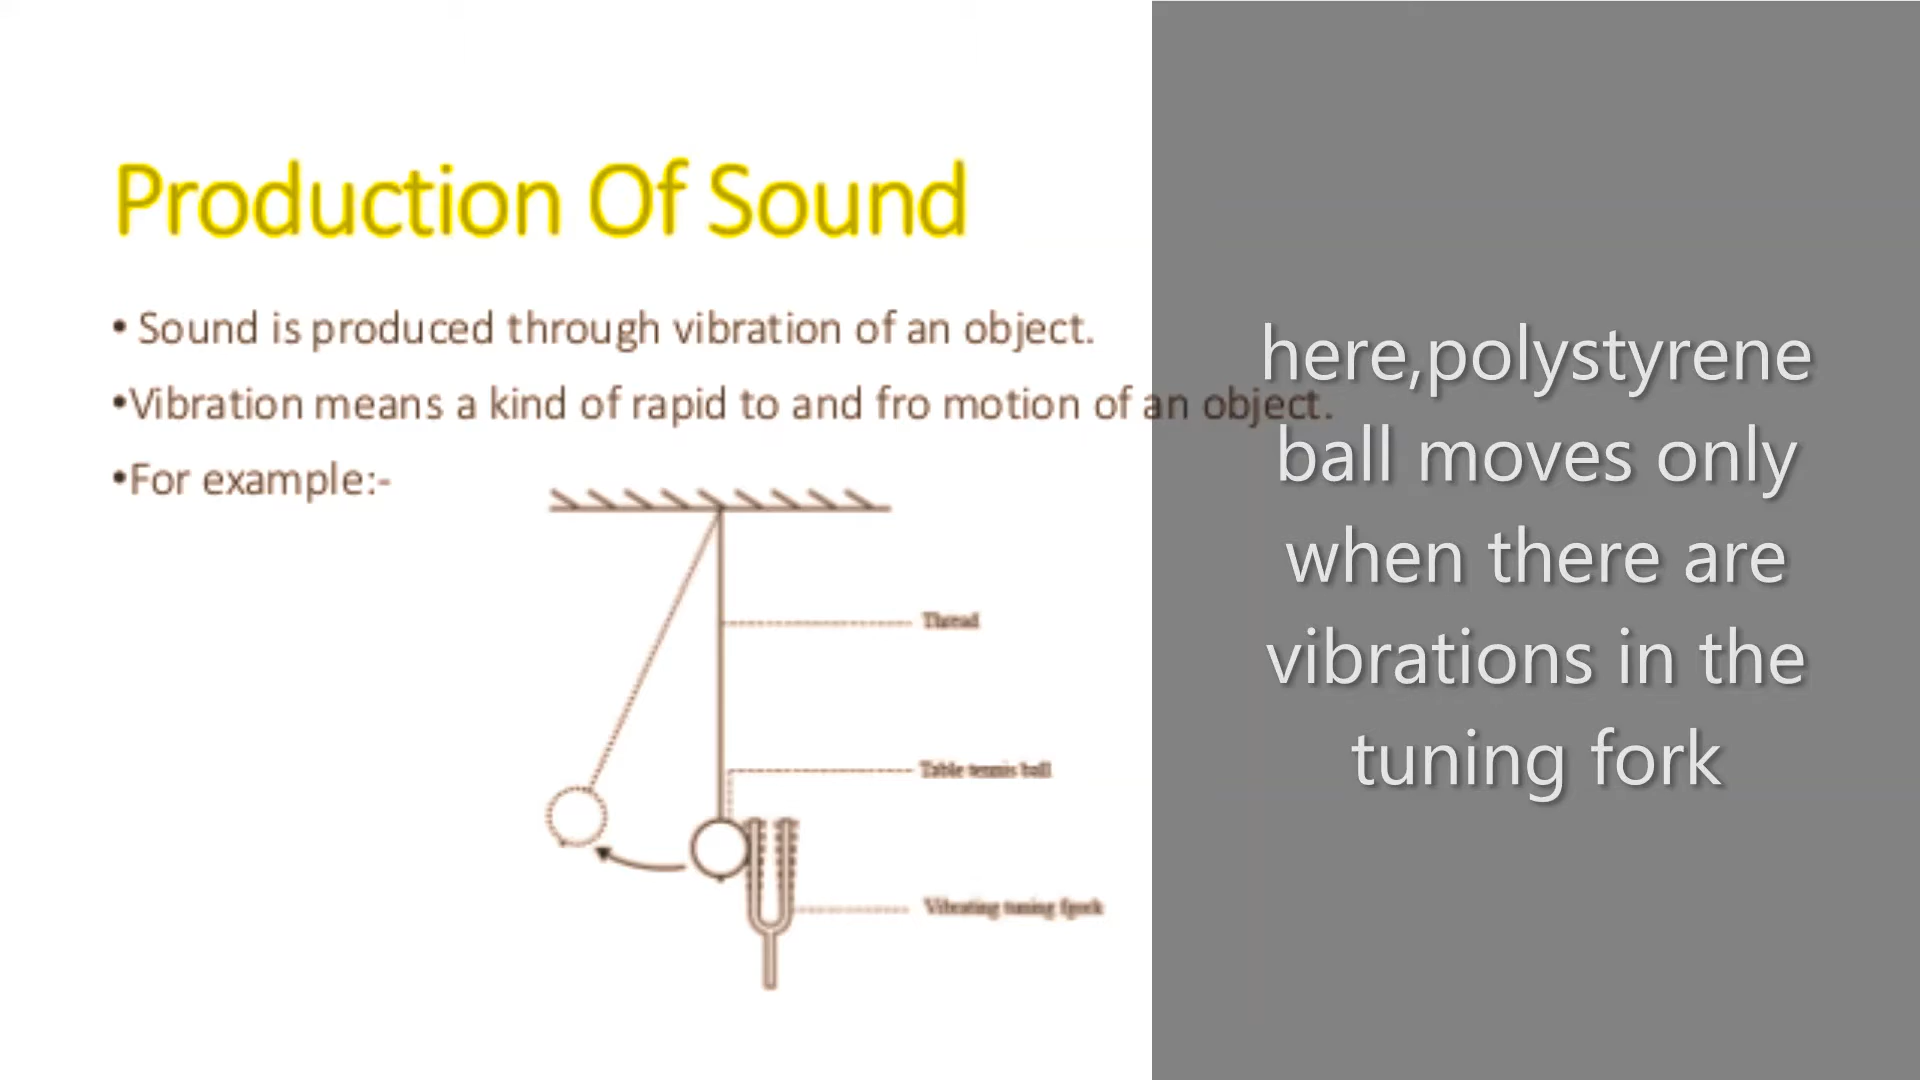 Production Of Sound
• Sound is produced through vibration of an object.
•Vibration means a kind of rapid to and fro motion of an object.
•For example:-
Thread
Table tennis ball
Vibrating tuning
here,polystyrene
ball moves only
when there are
vibrations in the
tuning fork